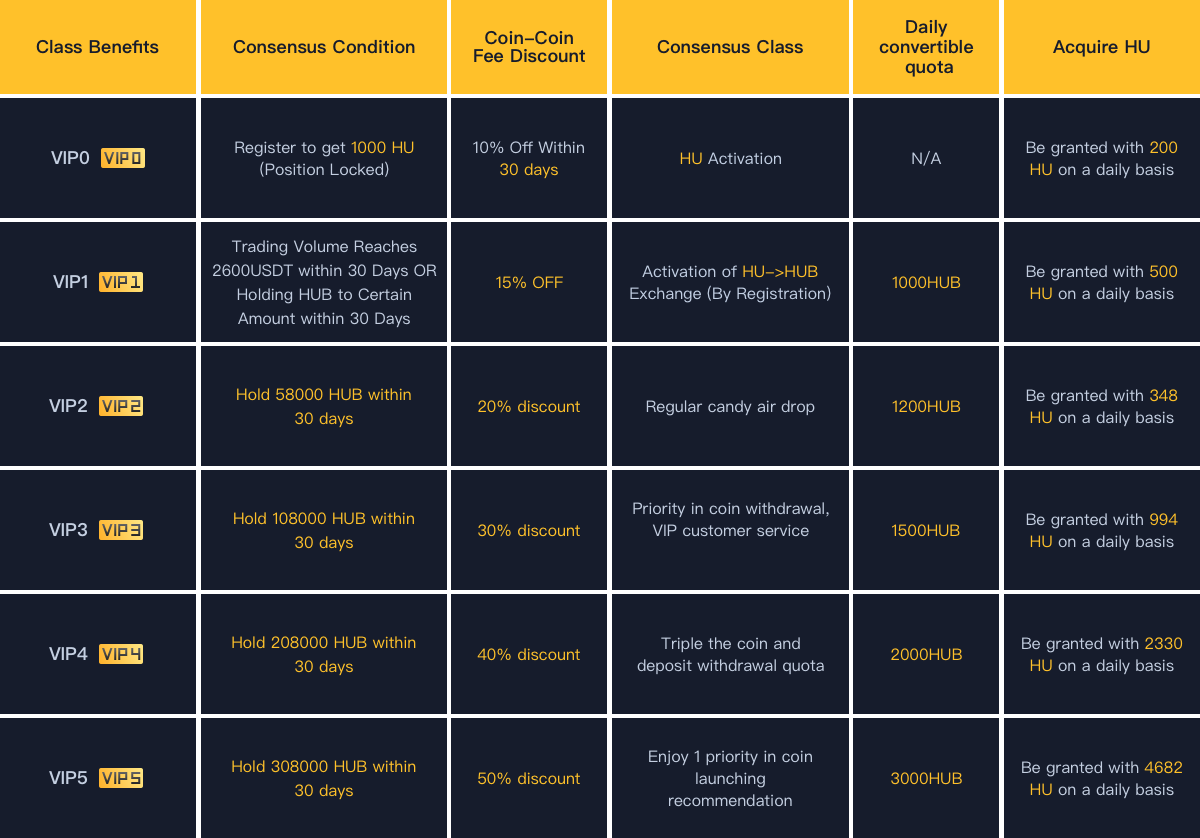 Class Benefits
Consensus Condition
Coin–Coin
Fee Discount
Consensus Class
Daily
convertible
quota
Acquire HU
VIP0 VIP0
Register to get 1000 HU
(Position Locked)
10% Off Within
30 days
HU Activation
N/A
Be granted with 200
HU on a daily basis
VIP1 VIP1
Trading Volume Reaches
2600USDT within 30 Days OR
Holding HUB to Certain
Amount within 30 Days
15% OFF
Activation of HU–>HUB
Exchange (By Registration)
1000HUB
Be granted with 500
HU on a daily basis
VIP2 VIP2
Hold 58000 HUB within
30 days
20% discount
Regular candy air drop
1200HUB
Be granted with 348
HU on a daily basis
VIP3 VIP3
Hold 108000 HUB within
30 days
30% discount
Priority in coin withdrawal,
VIP customer service
1500HUB
Be granted with 994
HU on a daily basis
VIP4 VIP4
Hold 208000 HUB within
30 days
40% discount
Triple the coin and
deposit withdrawal quota
2000HUB
Be granted with 2330
HU on a daily basis
VIP5 VIP5
Hold 308000 HUB within
30 days
50% discount
Enjoy 1 priority in coin
launching
recommendation
3000HUB
Be granted with 4682
HU on a daily basis